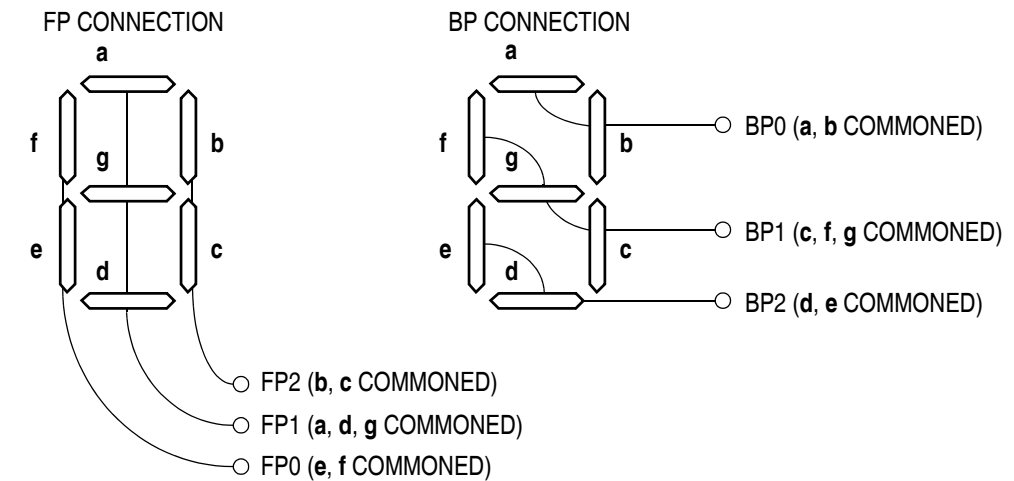 FP CONNECTION
a
f
b
g
e
c
d
FP2 (b, c COMMONED)
FP1 (a, d, g COMMONED)
FP0 (e, f COMMONED)
BP CONNECTION
a
f
b
g
e
c
d
BP0 (a, b COMMONED)
BP1 (c, f, g COMMONED)
BP2 (d, e COMMONED)